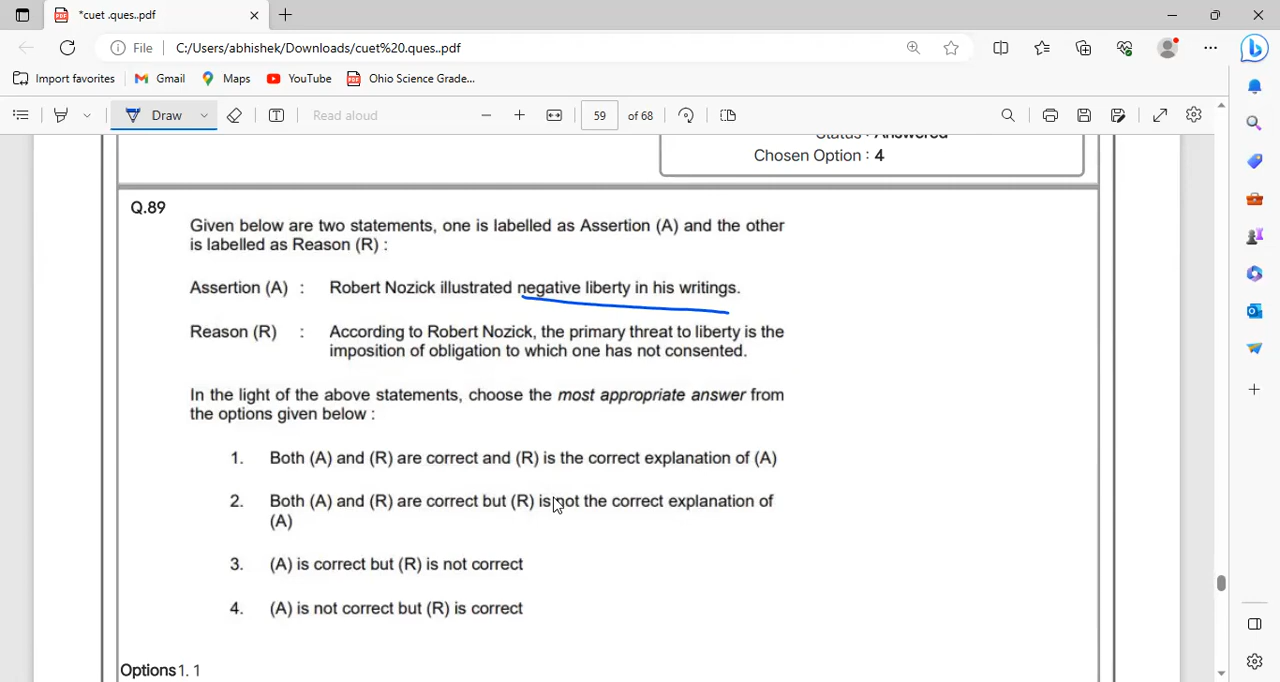 *cuet .ques..pdf
File
C:/Users/abhishek/Downloads/cuet%20.ques..pdf
Import favorites
Gmail
Maps
YouTube
Ohio Science Grade...
Draw
Read aloud
59
of 68
Status : Answered
Chosen Option : 4
Q.89
Given below are two statements, one is labelled as Assertion (A) and the other
is labelled as Reason (R) :
Assertion (A) : Robert Nozick illustrated negative liberty in his writings.
Reason (R) : According to Robert Nozick, the primary threat to liberty is the
imposition of obligation to which one has not consented.
In the light of the above statements, choose the most appropriate answer from
the options given below :
1. Both (A) and (R) are correct and (R) is the correct explanation of (A)
2. Both (A) and (R) are correct but (R) is not the correct explanation of
(A)
3. (A) is correct but (R) is not correct
4. (A) is not correct but (R) is correct
Options 1. 1